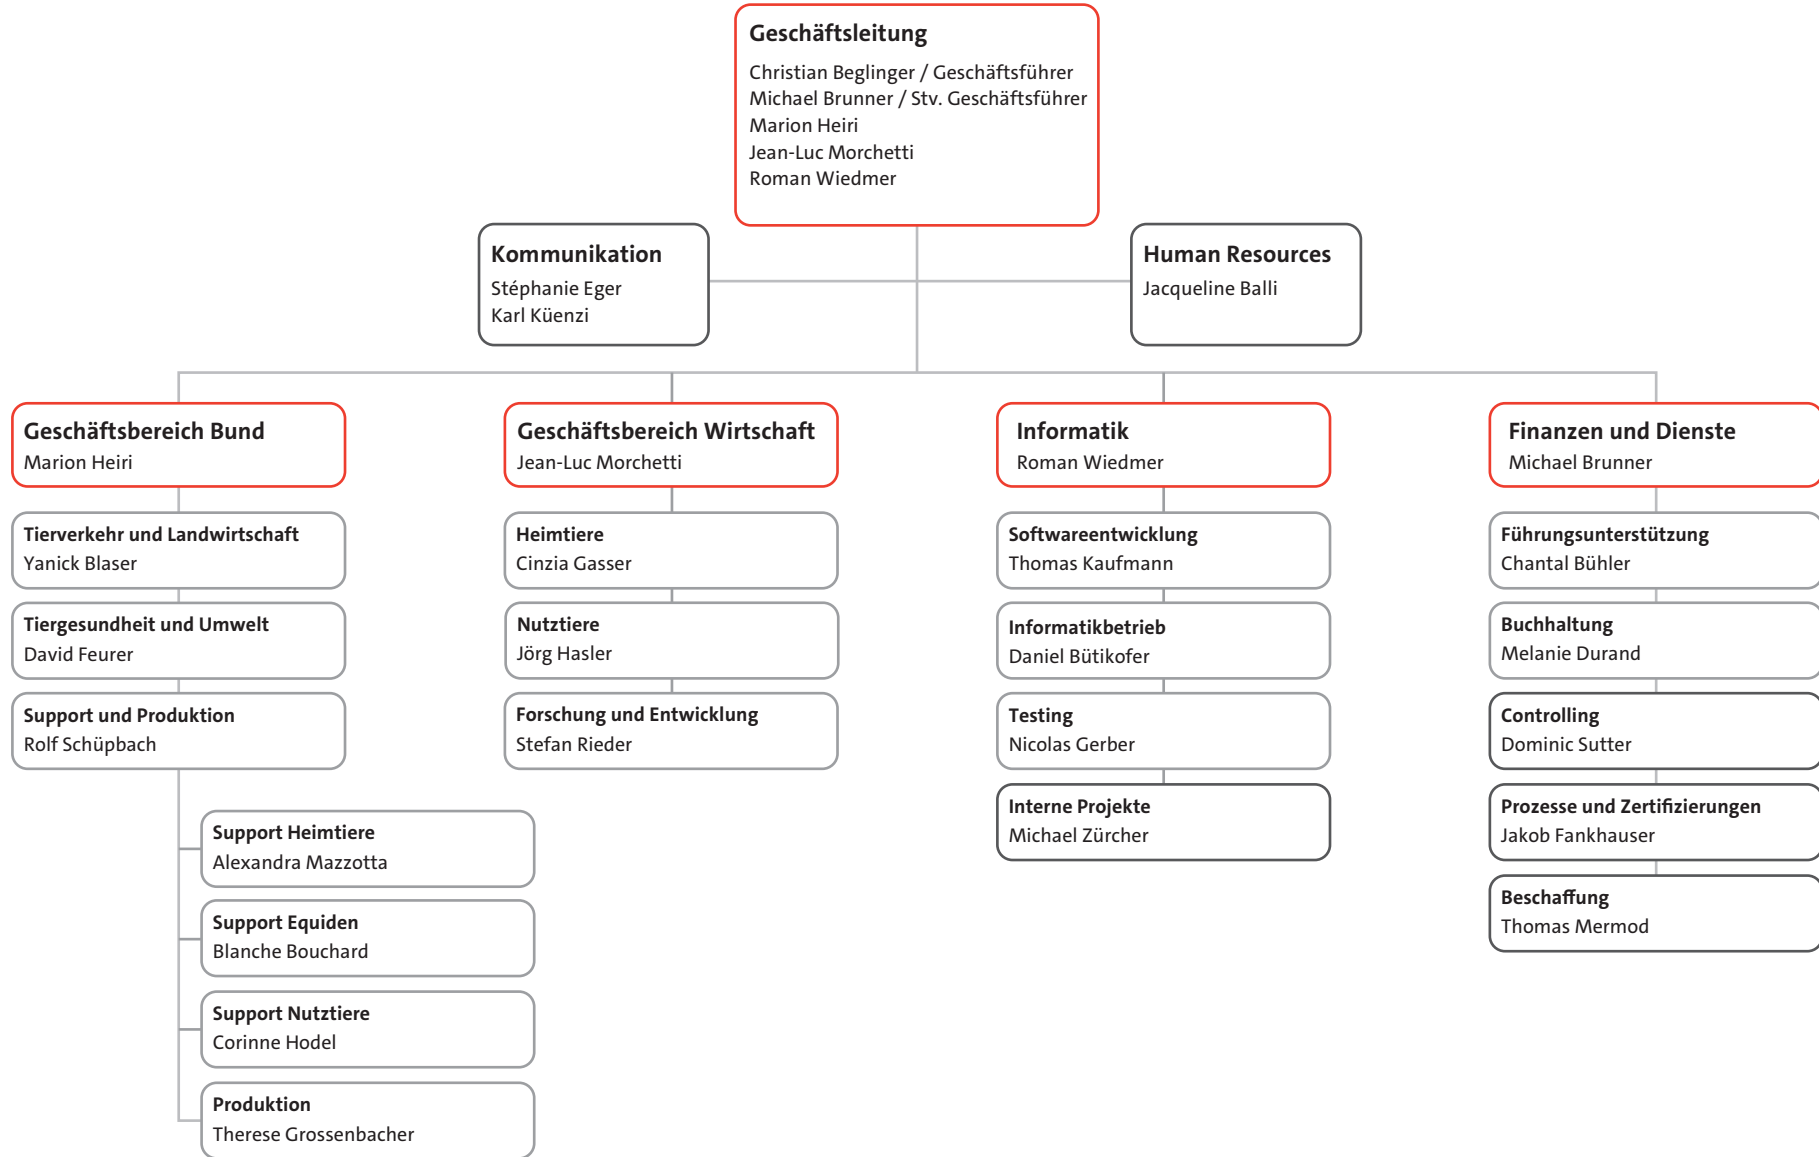 Geschäftsleitung
Christian Beglinger / Geschäftsführer
Michael Brunner / Stv. Geschäftsführer
Marion Heiri
Jean-Luc Morchetti
Roman Wiedmer
Kommunikation
Stéphanie Eger
Karl Küenzi
Human Resources
Jacqueline Balli
Geschäftsbereich Bund
Marion Heiri
Tierverkehr und Landwirtschaft
Yanick Blaser
Tiergesundheit und Umwelt
David Feurer
Support und Produktion
Rolf Schüpbach
Support Heimtiere
Alexandra Mazzotta
Support Equiden
Blanche Bouchard
Support Nutztiere
Corinne Hodel
Produktion
Therese Grossenbacher
Geschäftsbereich Wirtschaft
Jean-Luc Morchetti
Heimtiere
Cinzia Gasser
Nutztiere
Jörg Hasler
Forschung und Entwicklung
Stefan Rieder
Informatik
Roman Wiedmer
Softwareentwicklung
Thomas Kaufmann
Informatikbetrieb
Daniel Bütikofer
Testing
Nicolas Gerber
Interne Projekte
Michael Zürcher
Finanzen und Dienste
Michael Brunner
Führungsunterstützung
Chantal Bühler
Buchhaltung
Melanie Durand
Controlling
Dominic Sutter
Prozesse und Zertifizierungen
Jakob Fankhauser
Beschaffung
Thomas Mermod